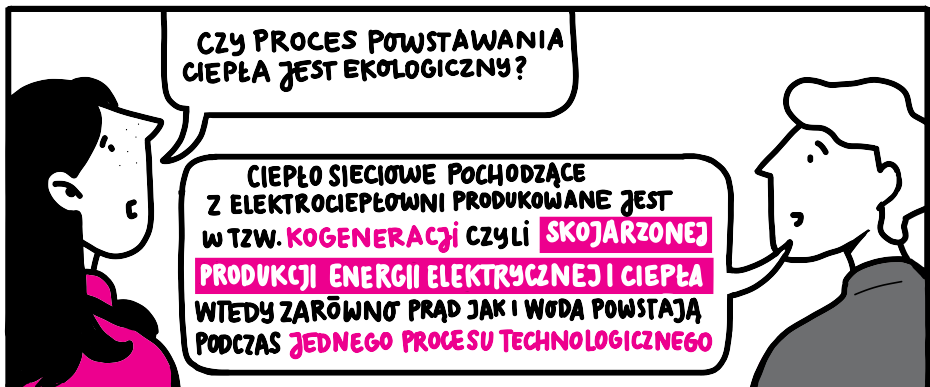 CZY PROCES POWSTAWANIA
CIEPŁA JEST EKOLOGICZNY?
CIEPŁO SIECIOWE POCHODZĄCE
Z ELEKTROCIEPŁOWNI PRODUKOWANE JEST
W TZW. KOGENERACJI CZYLI SKOJARZONEJ
PRODUKCJI ENERGII ELEKTRYCZNEJ I CIEPŁA
WTEDY ZARÓWNO PRĄD JAK I WODA POWSTAJĄ
PODCZAS JEDNEGO PROCESU TECHNOLOGICZNEGO